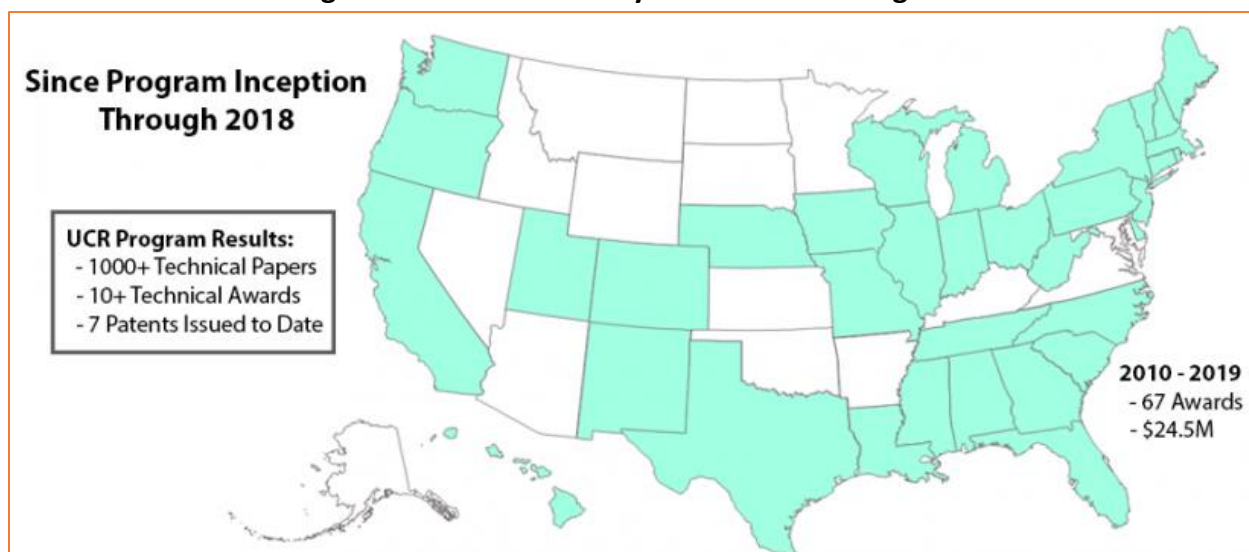 Since Program Inception
Through 2018
UCR Program Results:
- 1000+ Technical Papers
- 10+ Technical Awards
- 7 Patents Issued to Date
2010 - 2019
- 67 Awards
- $24.5M